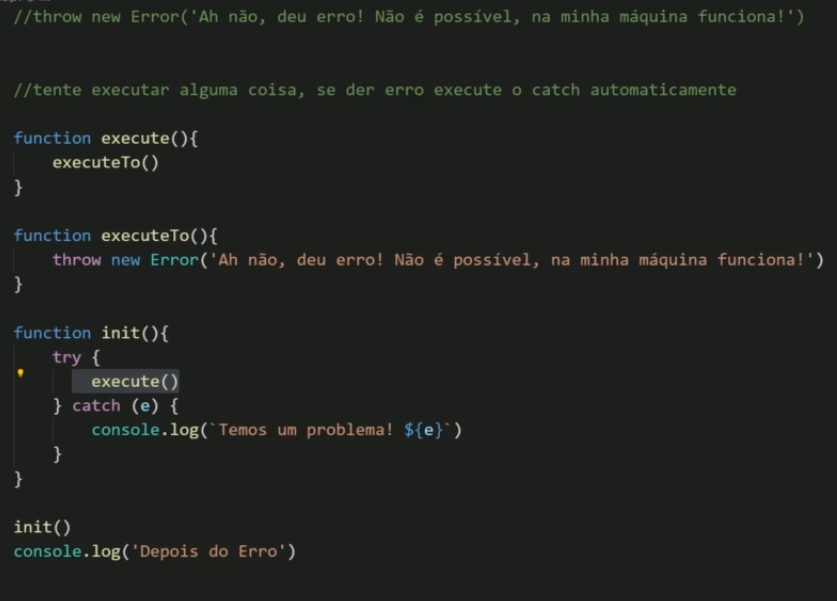 //throw new Error('Ah não, deu erro! Não é possível, na minha máquina funciona!')
//tente executar alguma coisa, se der erro execute o catch automaticamente
function execute(){
    executeTo()
}
function executeTo(){
    throw new Error('Ah não, deu erro! Não é possível, na minha máquina funciona!')
}
function init(){
    try {
        execute()
    } catch (e) {
        console.log(`Temos um problema! ${e}`)
    }
}
init()
console.log('Depois do Erro')